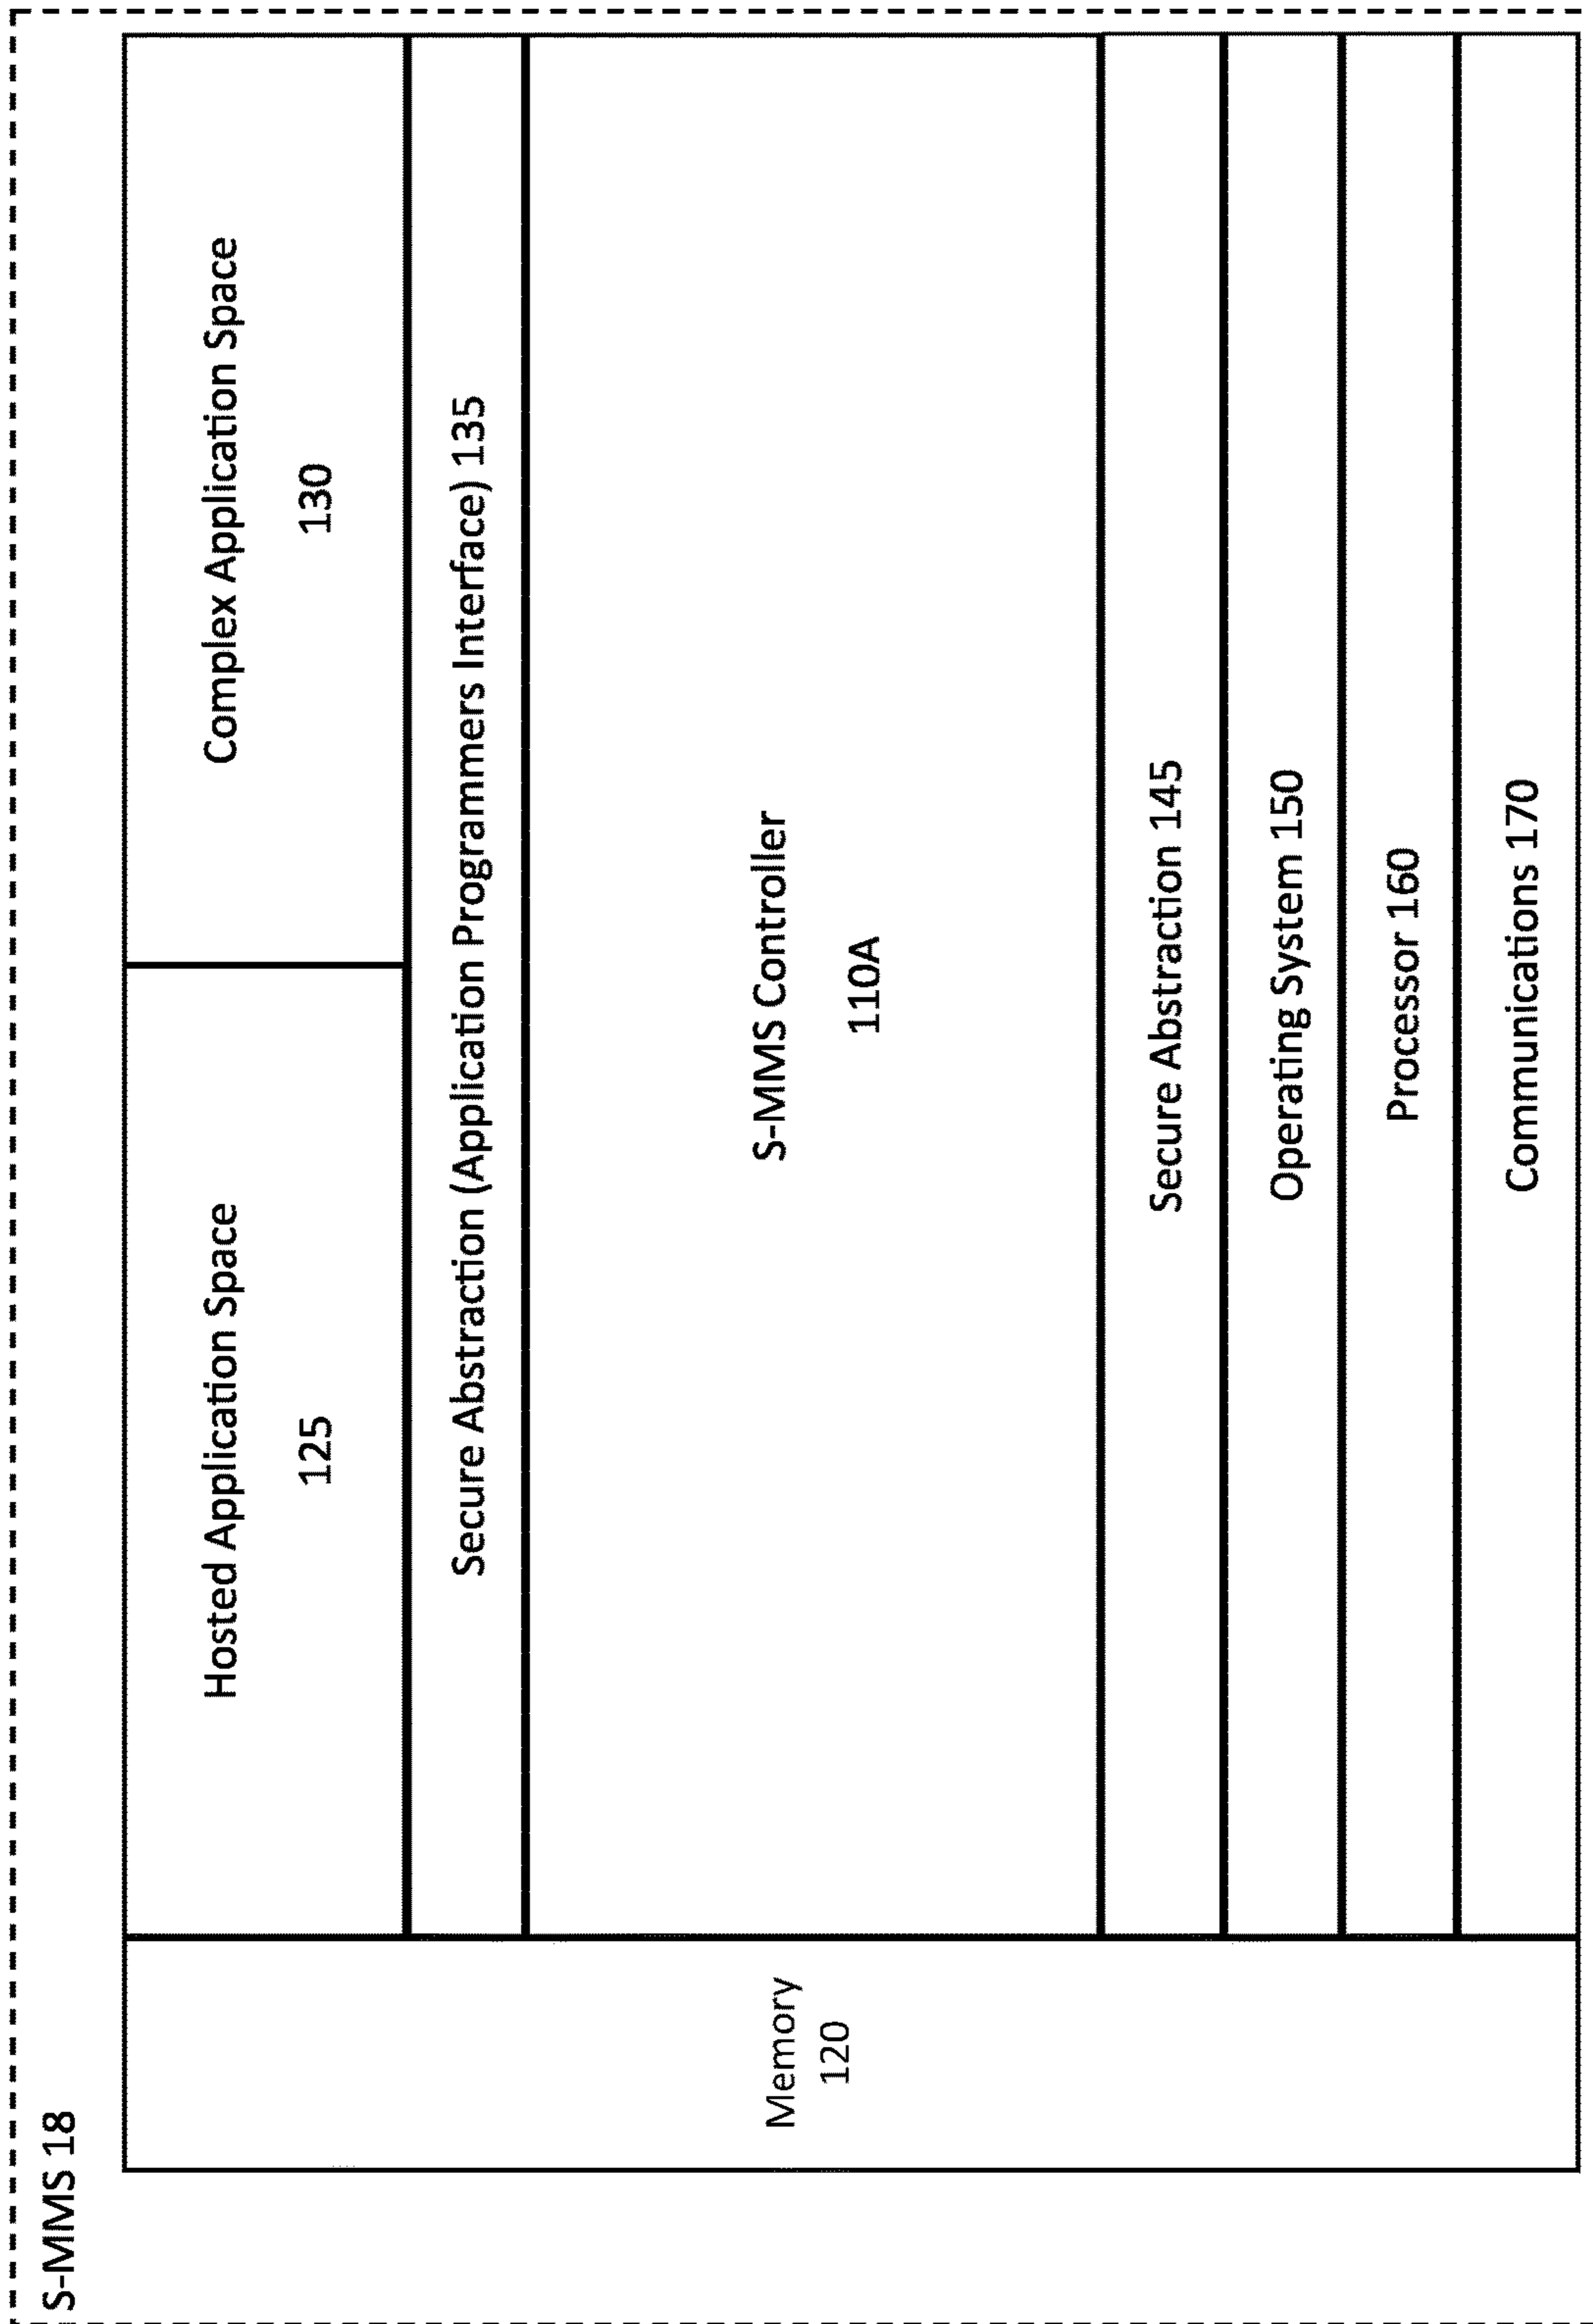 S-MMS 18
Memory
120
Hosted Application Space
125
Complex Application Space
130
Secure Abstraction (Application Programmers Interface) 135
S-MMS Controller
110A
Secure Abstraction 145
Operating System 150
Processor 160
Communications 170